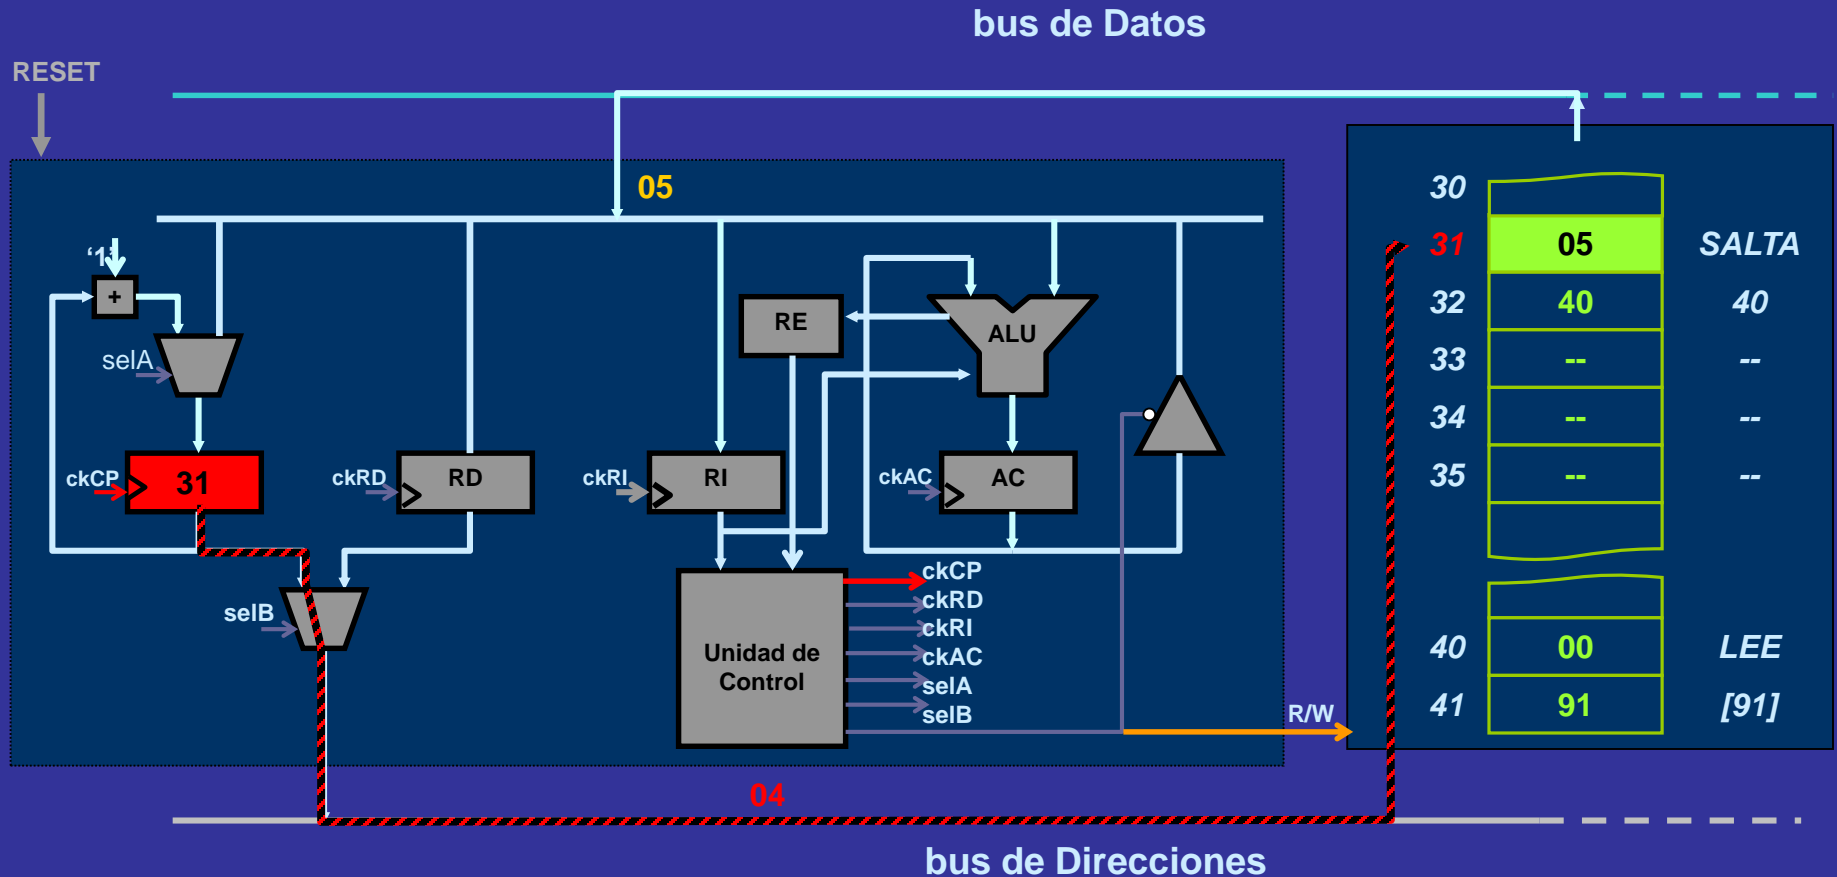 bus de Datos
RESET
05
30
31 05 SALTA
32 40 40
33 -- --
34 -- --
35 -- --
40 00 LEE
41 91 [91]
‘1’
+
selA
RE
ALU
ckCP 31
ckRD RD
ckRI RI
ckAC AC
selB
Unidad de
Control
ckCP
ckRD
ckRI
ckAC
selA
selB
R/W
04
bus de Direcciones